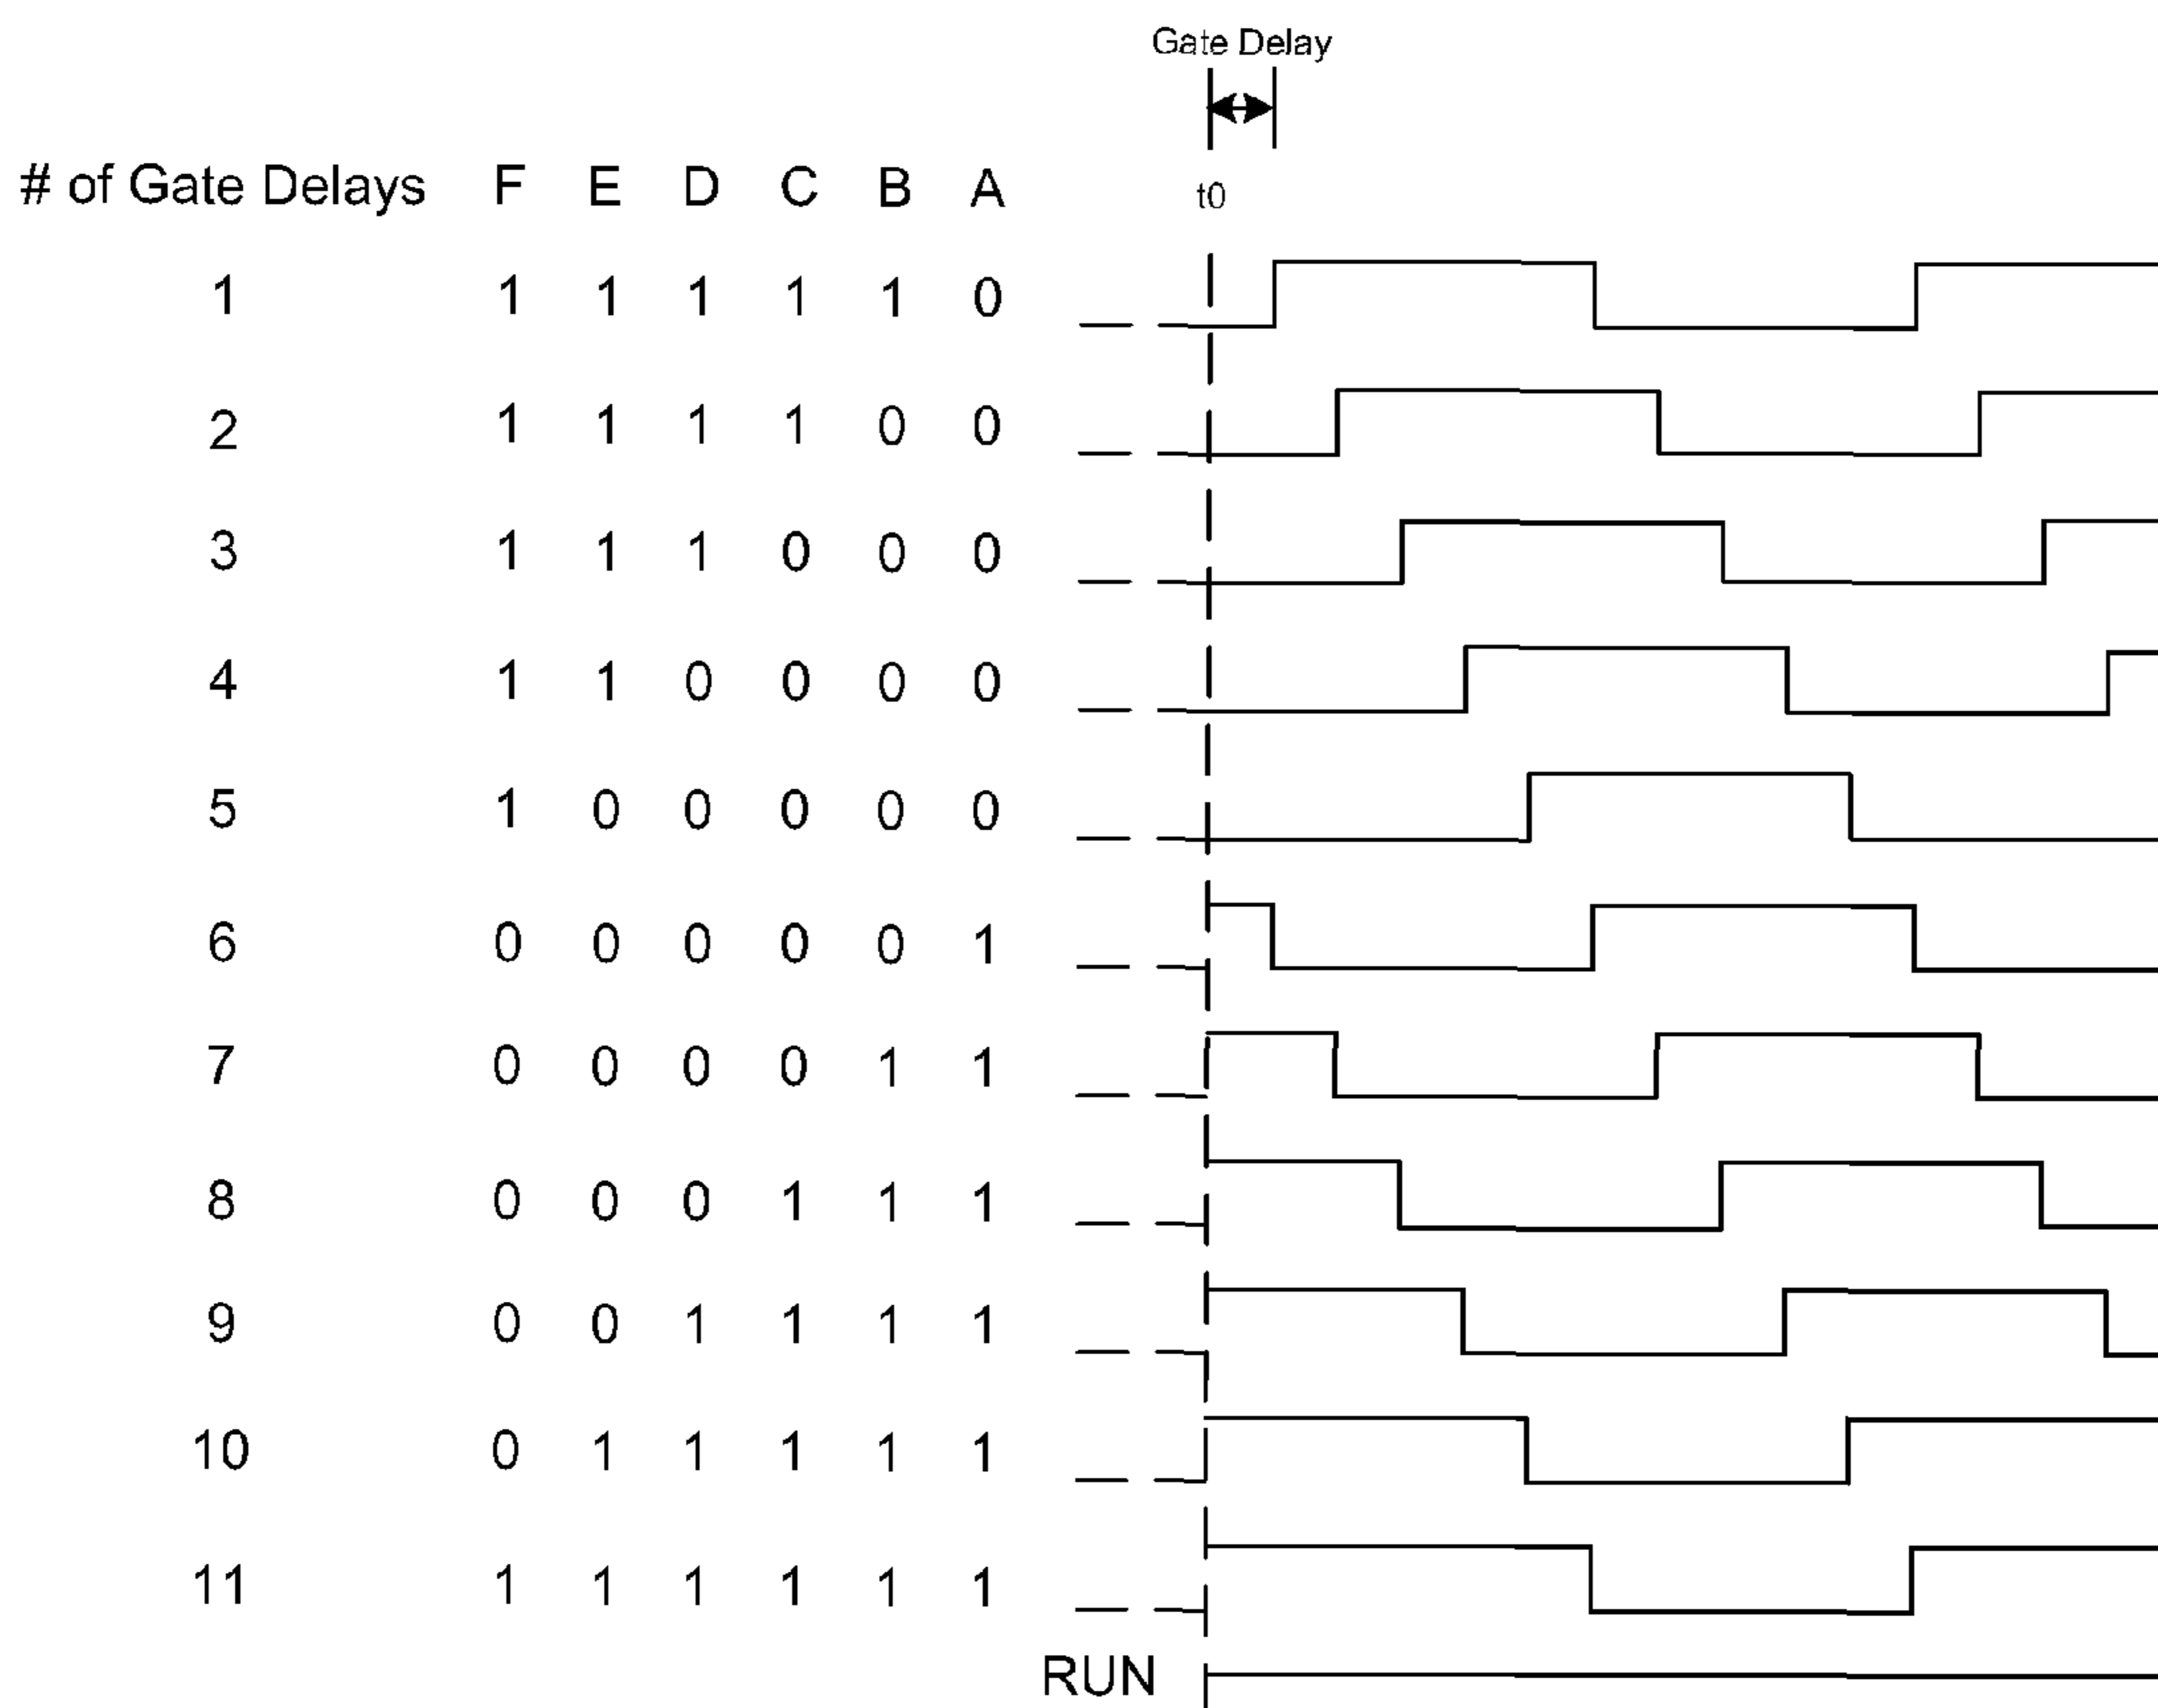 Gate Delay
# of Gate Delays F E D C B A t0
1 1 1 1 1 1 0
2 1 1 1 1 0 0
3 1 1 1 0 0 0
4 1 1 0 0 0 0
5 1 0 0 0 0 0
6 0 0 0 0 0 1
7 0 0 0 0 1 1
8 0 0 0 1 1 1
9 0 0 1 1 1 1
10 0 1 1 1 1 1
11 1 1 1 1 1 1
RUN